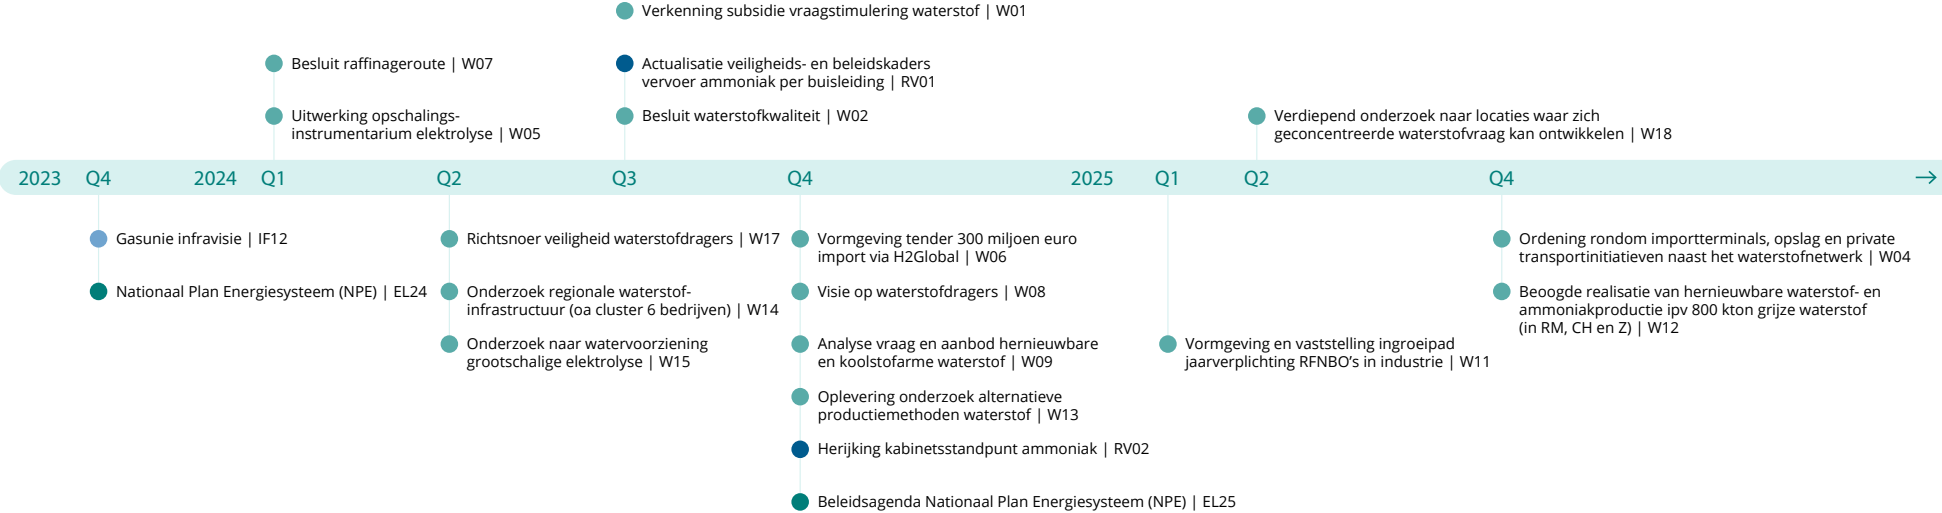 Verkenning subsidie vraagstimulering waterstof | W01
Besluit raffinageroute | W07
Actualisatie veiligheids- en beleidskaders
vervoer ammoniak per buisleiding | RV01
Uitwerking opschalings-
instrumentarium elektrolyse | W05
Besluit waterstofkwaliteit | W02
Verdiepend onderzoek naar locaties waar zich
geconcentreerde waterstofvraag kan ontwikkelen | W18
2023 Q4 2024 Q1 Q2 Q3 Q4 2025 Q1 Q2 Q4 →
Gasunie infravisie | IF12
Nationaal Plan Energiesysteem (NPE) | EL24
Richtsnoer veiligheid waterstofdragers | W17
Onderzoek regionale waterstof-
infrastructuur (oa cluster 6 bedrijven) | W14
Onderzoek naar watervoorziening
grootschalige elektrolyse | W15
Vormgeving tender 300 miljoen euro
import via H2Global | W06
Visie op waterstofdragers | W08
Analyse vraag en aanbod hernieuwbare
en koolstofarme waterstof | W09
Oplevering onderzoek alternatieve
productiemethoden waterstof | W13
Herijking kabinetsstandpunt ammoniak | RV02
Beleidsagenda Nationaal Plan Energiesysteem (NPE) | EL25
Vormgeving en vaststelling ingroeipad
jaarverplichting RFNBO’s in industrie | W11
Ordening rondom importterminals, opslag en private
transportinitiatieven naast het waterstofnetwerk | W04
Beoogde realisatie van hernieuwbare waterstof- en
ammoniakproductie ipv 800 kton grijze waterstof
(in RM, CH en Z) | W12